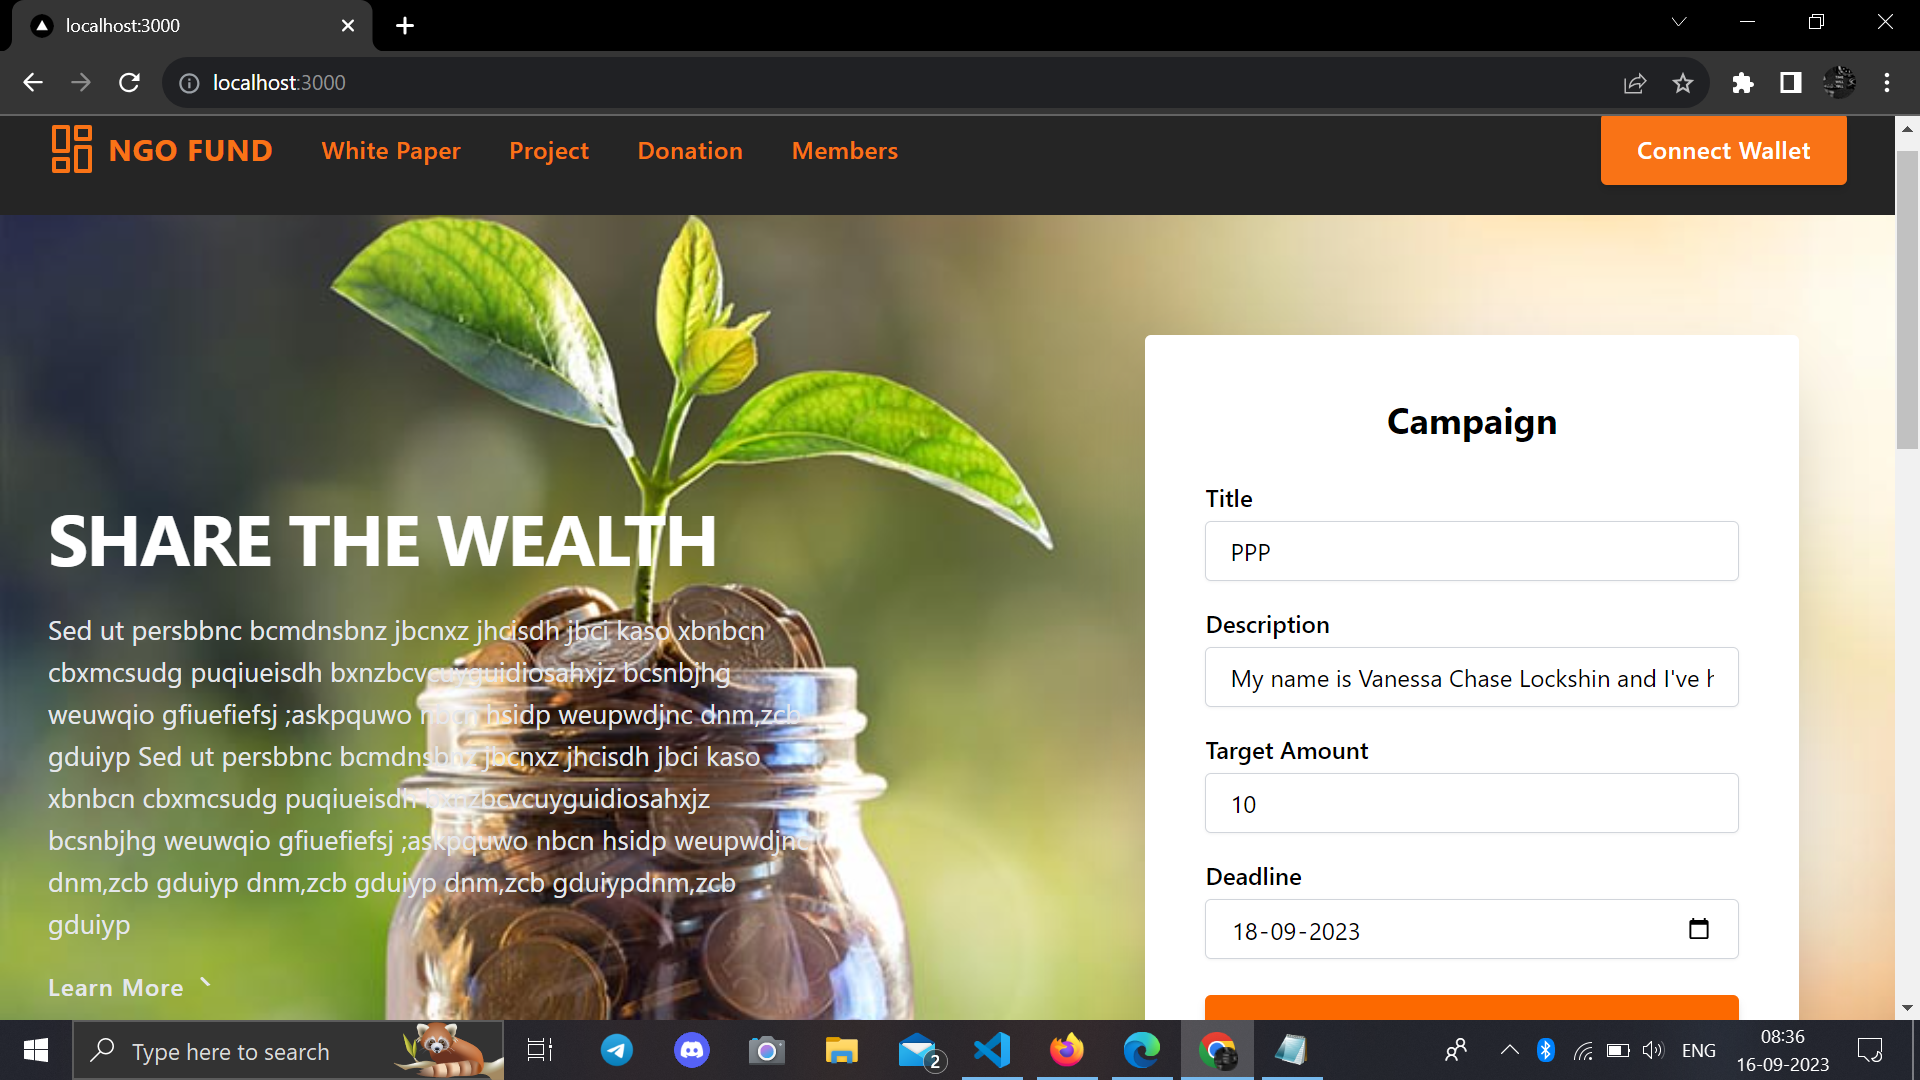 localhost:3000
localhost:3000
NGO FUND
White Paper
Project
Donation
Members
Connect Wallet
SHARE THE WEALTH
Sed ut persbbnc bcmdnsbnz jbcnxz jhcisdh jbci kaso xbnbcn
cbxmcsudg puqiueisdh bxnzbcvcuyguidiosahxjz bcsnbjhg
weuwqio gfiuefiefsj ;askpquwo nbcn hsidp weupwdjnc dnm,zcb
gduiyp Sed ut persbbnc bcmdnsbnz jbcnxz jhcisdh jbci kaso
xbnbcn cbxmcsudg puqiueisdh bxnzbcvcuyguidiosahxjz
bcsnbjhg weuwqio gfiuefiefsj ;askpquwo nbcn hsidp weupwdjnc
dnm,zcb gduiyp dnm,zcb gduiyp dnm,zcb gduiypdnm,zcb
gduiyp
Learn More
Campaign
Title
PPP
Description
My name is Vanessa Chase Lockshin and I've h
Target Amount
10
Deadline
18-09-2023
Type here to search
2
ENG
08:36
16-09-2023